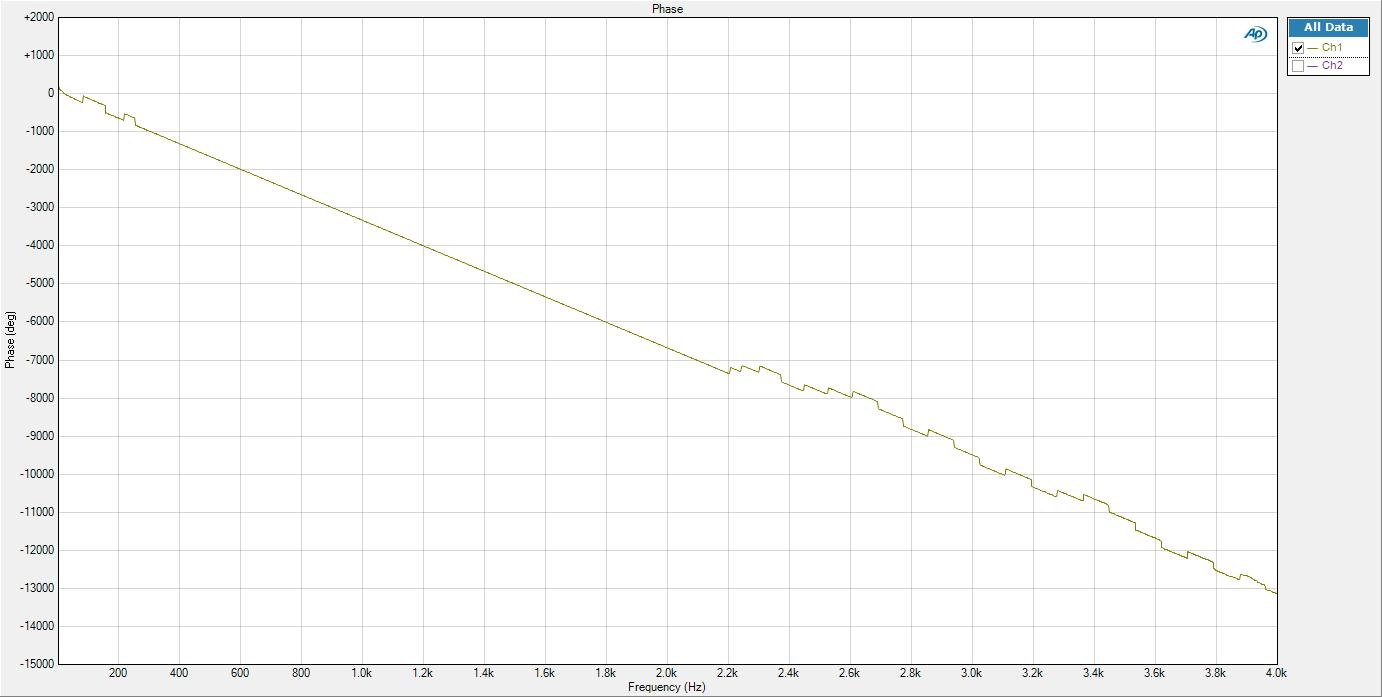 Phase
+2000
+1000
0
-1000
-2000
-3000
-4000
-5000
-6000
-7000
-8000
-9000
-10000
-11000
-12000
-13000
-14000
-15000
Phase (deg)
200 400 600 800 1.0k 1.2k 1.4k 1.6k 1.8k 2.0k 2.2k 2.4k 2.6k 2.8k 3.0k 3.2k 3.4k 3.6k 3.8k 4.0k
Frequency (Hz)
AP
All Data
Ch1
Ch2